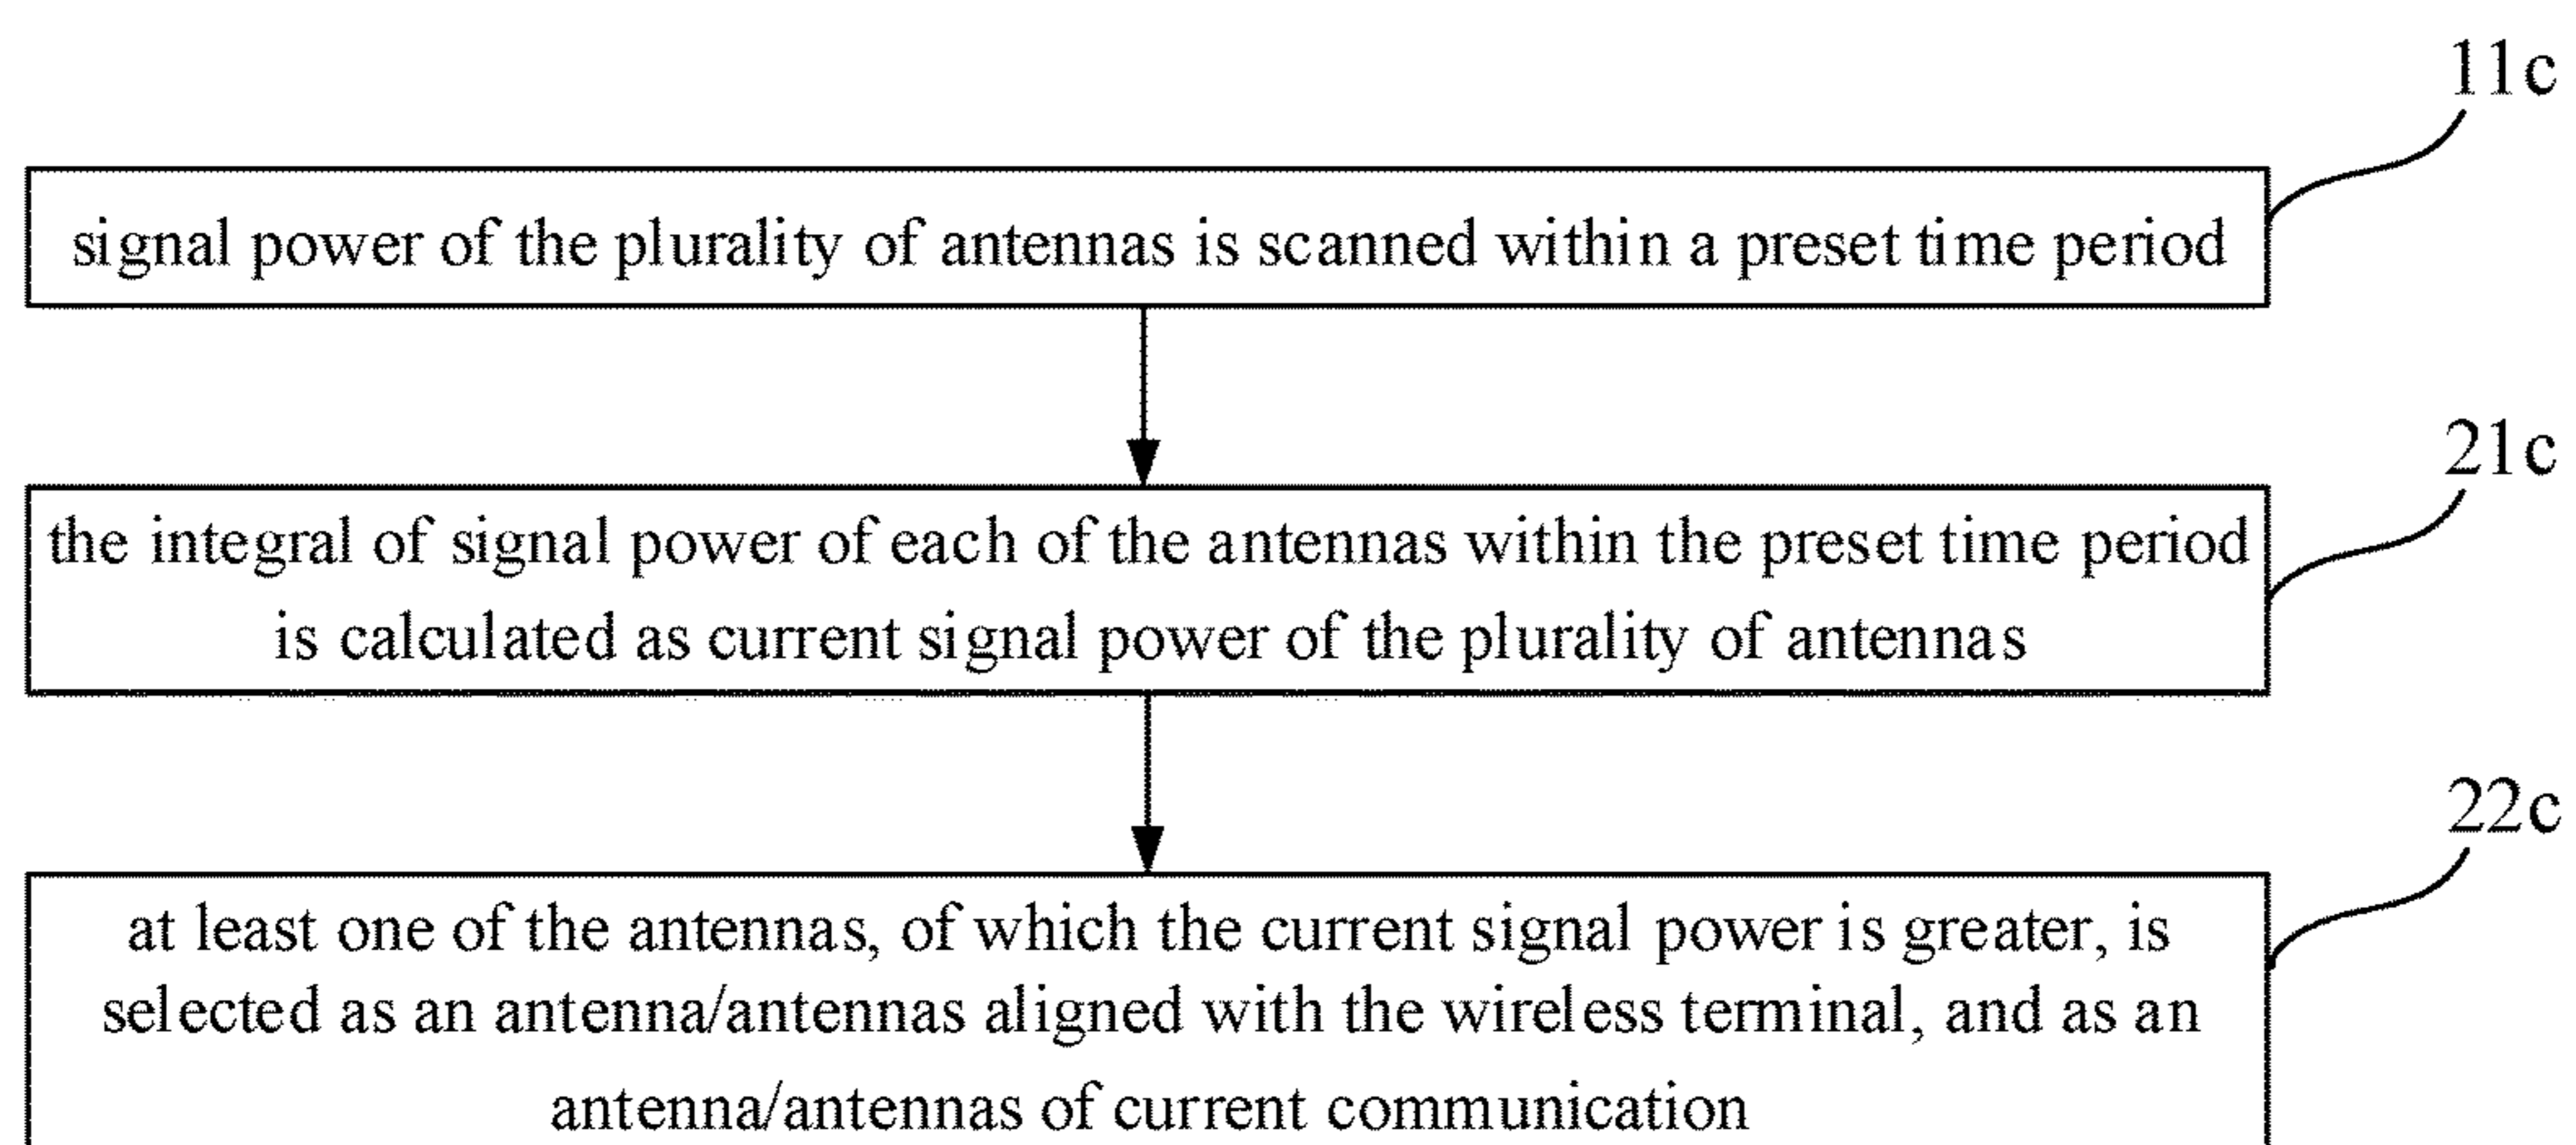 11c
signal power of the plurality of antennas is scanned within a preset time period
21c
the integral of signal power of each of the antennas within the preset time period
is calculated as current signal power of the plurality of antennas
22c
at least one of the antennas, of which the current signal power is greater, is
selected as an antenna/antennas aligned with the wireless terminal, and as an
antenna/antennas of current communication